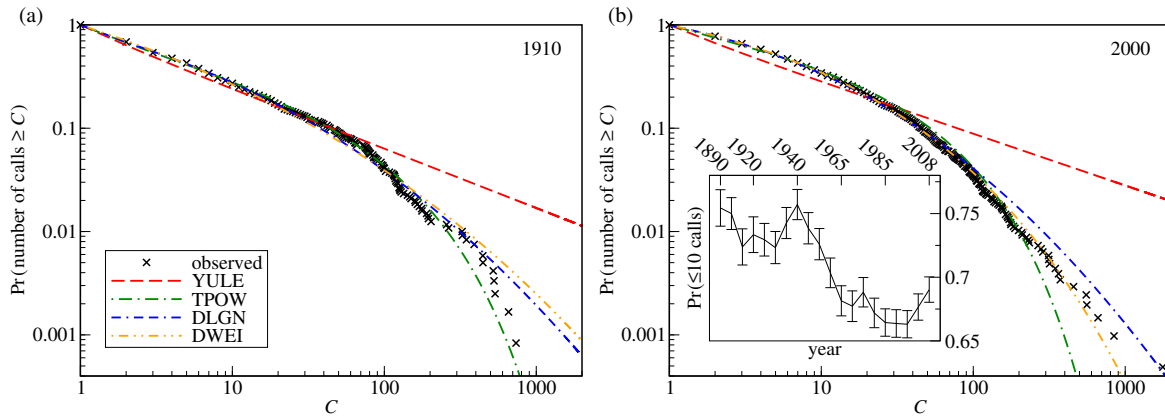 (a)
1910
Pr (number of calls ≥ C)
1
0.1
0.01
0.001
1 10 100 1000
C
observed
YULE
TPOW
DLGN
DWEI
(b)
2000
Pr (number of calls ≥ C)
1
0.1
0.01
0.001
1 10 100 1000
C
1890 1920 1940 1965 1985 2008
Pr(≤10 calls)
0.75
0.7
0.65
year